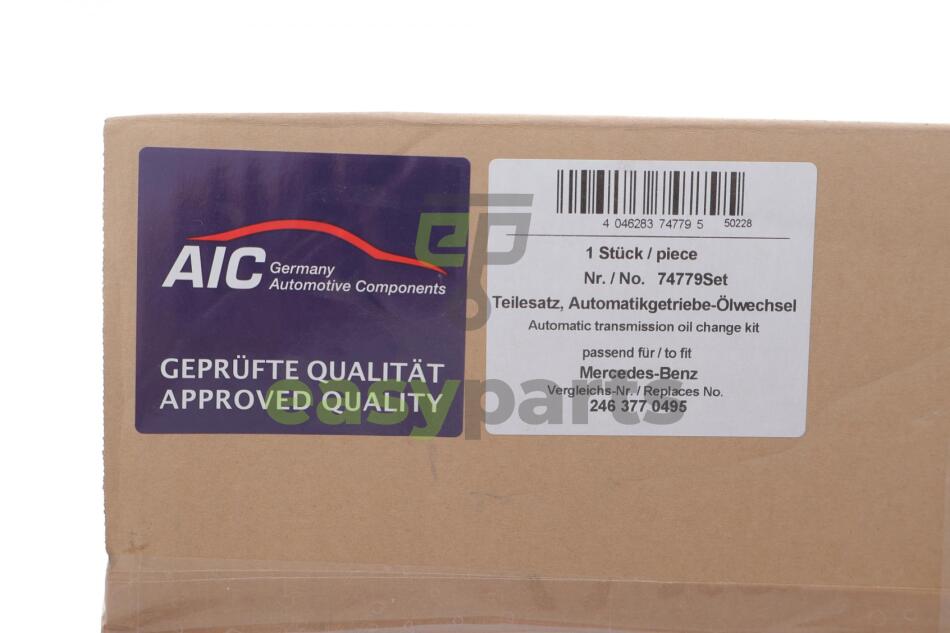 AIC Germany
Automotive Components
GEPRÜFTE QUALITÄT
APPROVED QUALITY
4 046283 74779 5 50228
1 Stück / piece
Nr. / No. 74779Set
Teilesatz, Automatikgetriebe-Ölwechsel
Automatic transmission oil change kit
passend für / to fit
Mercedes-Benz
Vergleichs-Nr. / Replaces No.
246 377 0495
ep
easyparts